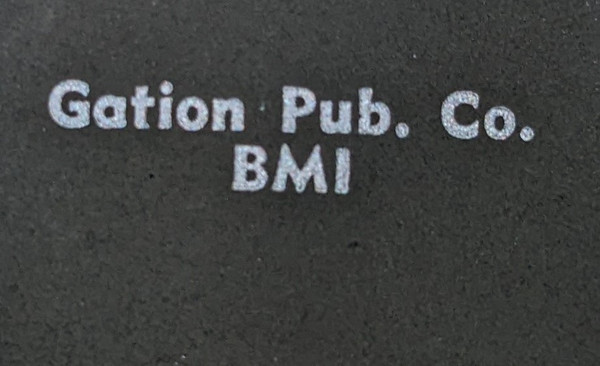 Gation Pub. Co.
BMI